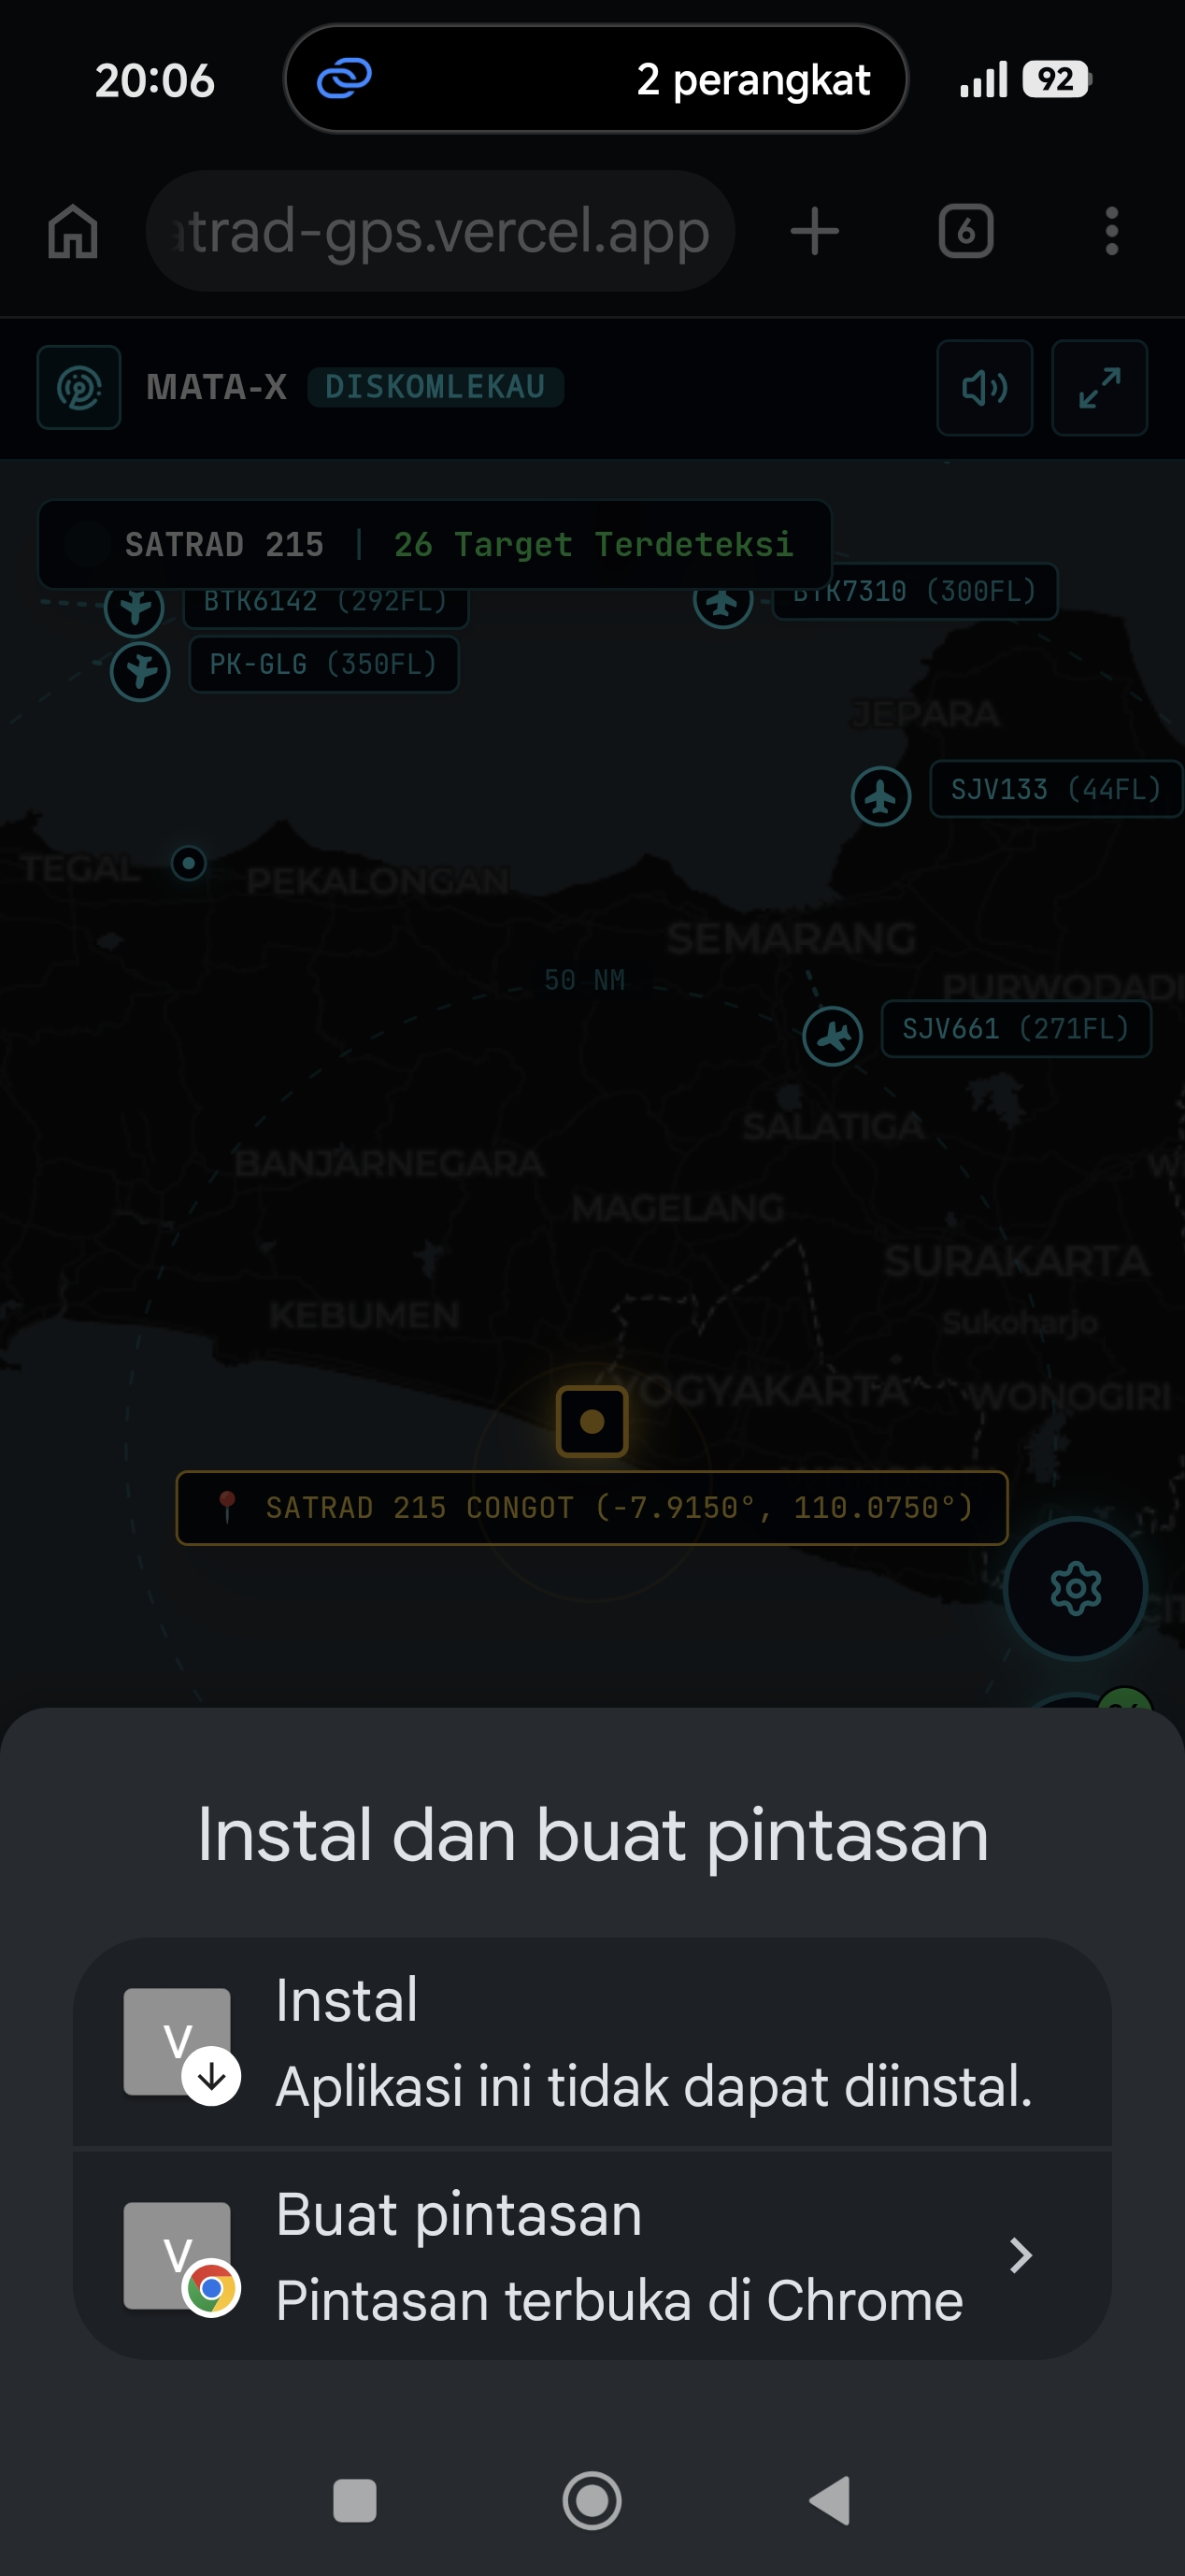 20:06
2 perangkat
92
trad-gps.vercel.app
6
MATA-X
DISKOMLEKAU
SATRAD 215 | 26 Target Terdeteksi
BTK6142 (292FL)
BTK7310 (300FL)
PK-GLG (350FL)
JEPARA
SJV133 (44FL)
TEGAL
PEKALONGAN
SEMARANG
50 NM
PURWODADI
SJV661 (271FL)
SALATIGA
BANJARNEGARA
MAGELANG
SURAKARTA
KEBUMEN
Sukoharjo
YOGYAKARTA
WONOGIRI
📍 SATRAD 215 CONGOT (-7.9150°, 110.0750°)
Instal dan buat pintasan
V
Instal
Aplikasi ini tidak dapat diinstal.
V
Buat pintasan
Pintasan terbuka di Chrome